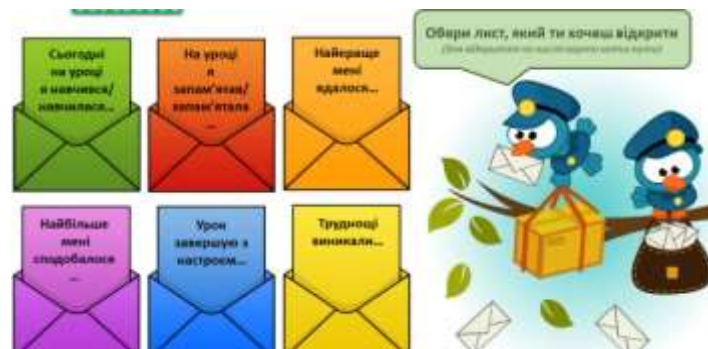 Сьогодні
на уроці
я навчився/
навчилася...
На уроці
я
запам'ятав/
запам'ятала
...
Найкраще
мені
вдалося...
Обери лист, який ти хочеш відкрити
Найбільше
мені
сподобалося
...
Урок
завершую з
настроєм...
Труднощі
виникали...